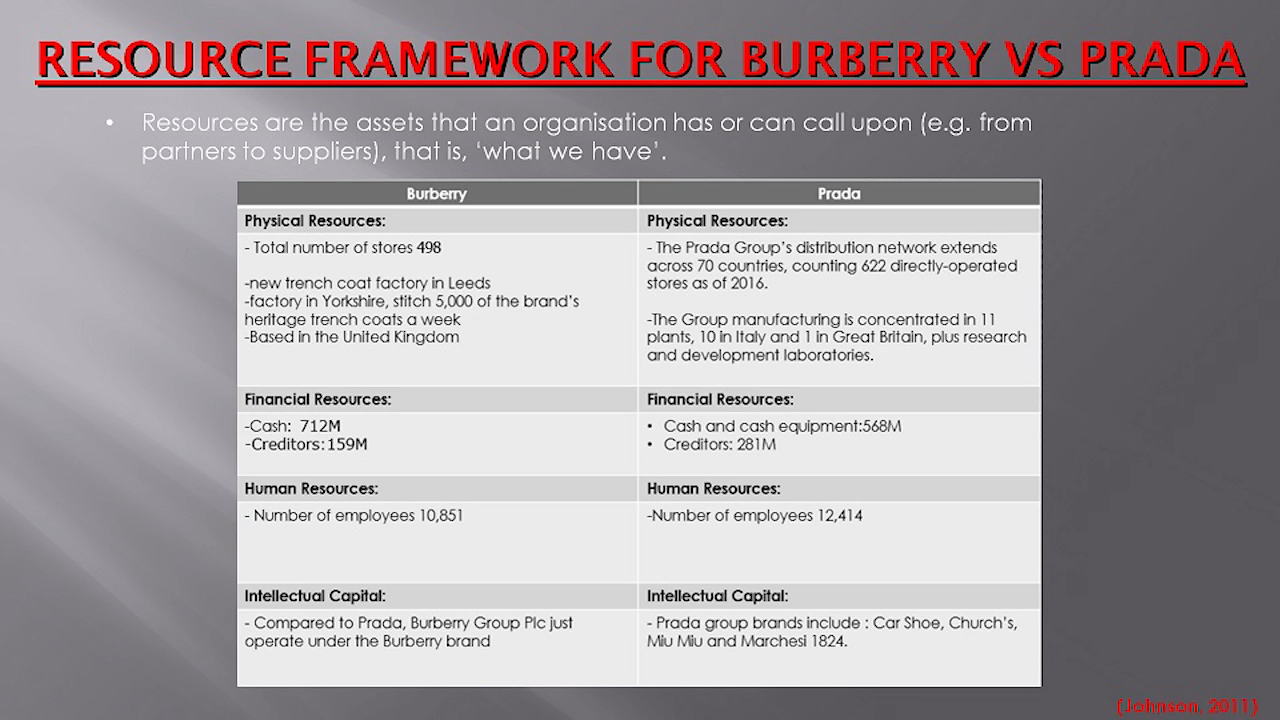 RESOURCE FRAMEWORK FOR BURBERRY VS PRADA
• Resources are the assets that an organisation has or can call upon (e.g. from
partners to suppliers), that is, ‘what we have’.
Burberry
Physical Resources:
- Total number of stores 498
-new trench coat factory in Leeds
-factory in Yorkshire, stitch 5,000 of the brand’s
heritage trench coats a week
-Based in the United Kingdom
Financial Resources:
-Cash: 712M
-Creditors: 159M
Human Resources:
- Number of employees 10,851
Intellectual Capital:
- Compared to Prada, Burberry Group Plc just
operate under the Burberry brand
Prada
Physical Resources:
- The Prada Group’s distribution network extends
across 70 countries, counting 622 directly-operated
stores as of 2016.
-The Group manufacturing is concentrated in 11
plants, 10 in Italy and 1 in Great Britain, plus research
and development laboratories.
Financial Resources:
• Cash and cash equipment:568M
• Creditors: 281M
Human Resources:
-Number of employees 12,414
Intellectual Capital:
- Prada group brands include : Car Shoe, Church’s,
Miu Miu and Marchesi 1824.
(Johnson, 2011)